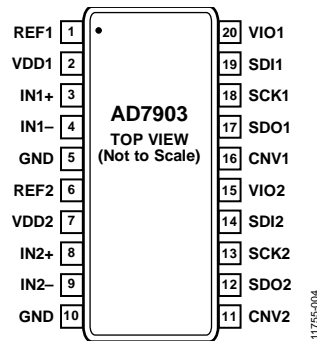 REF1 1 20 VIO1
VDD1 2 19 SDI1
IN1+ 3 18 SCK1
IN1– 4 17 SDO1
GND 5 16 CNV1
REF2 6 15 VIO2
VDD2 7 14 SDI2
IN2+ 8 13 SCK2
IN2– 9 12 SDO2
GND 10 11 CNV2
AD7903
TOP VIEW
(Not to Scale)
11755-004